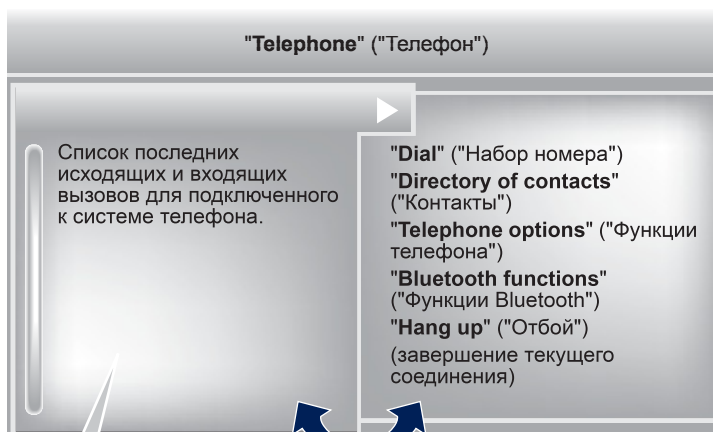 "Telephone" ("Телефон")
Список последних
исходящих и входящих
вызовов для подключенного
к системе телефона.
"Dial" ("Набор номера")
"Directory of contacts"
("Контакты")
"Telephone options" ("Функции
телефона")
"Bluetooth functions"
("Функции Bluetooth")
"Hang up" ("Отбой")
(завершение текущего
соединения)